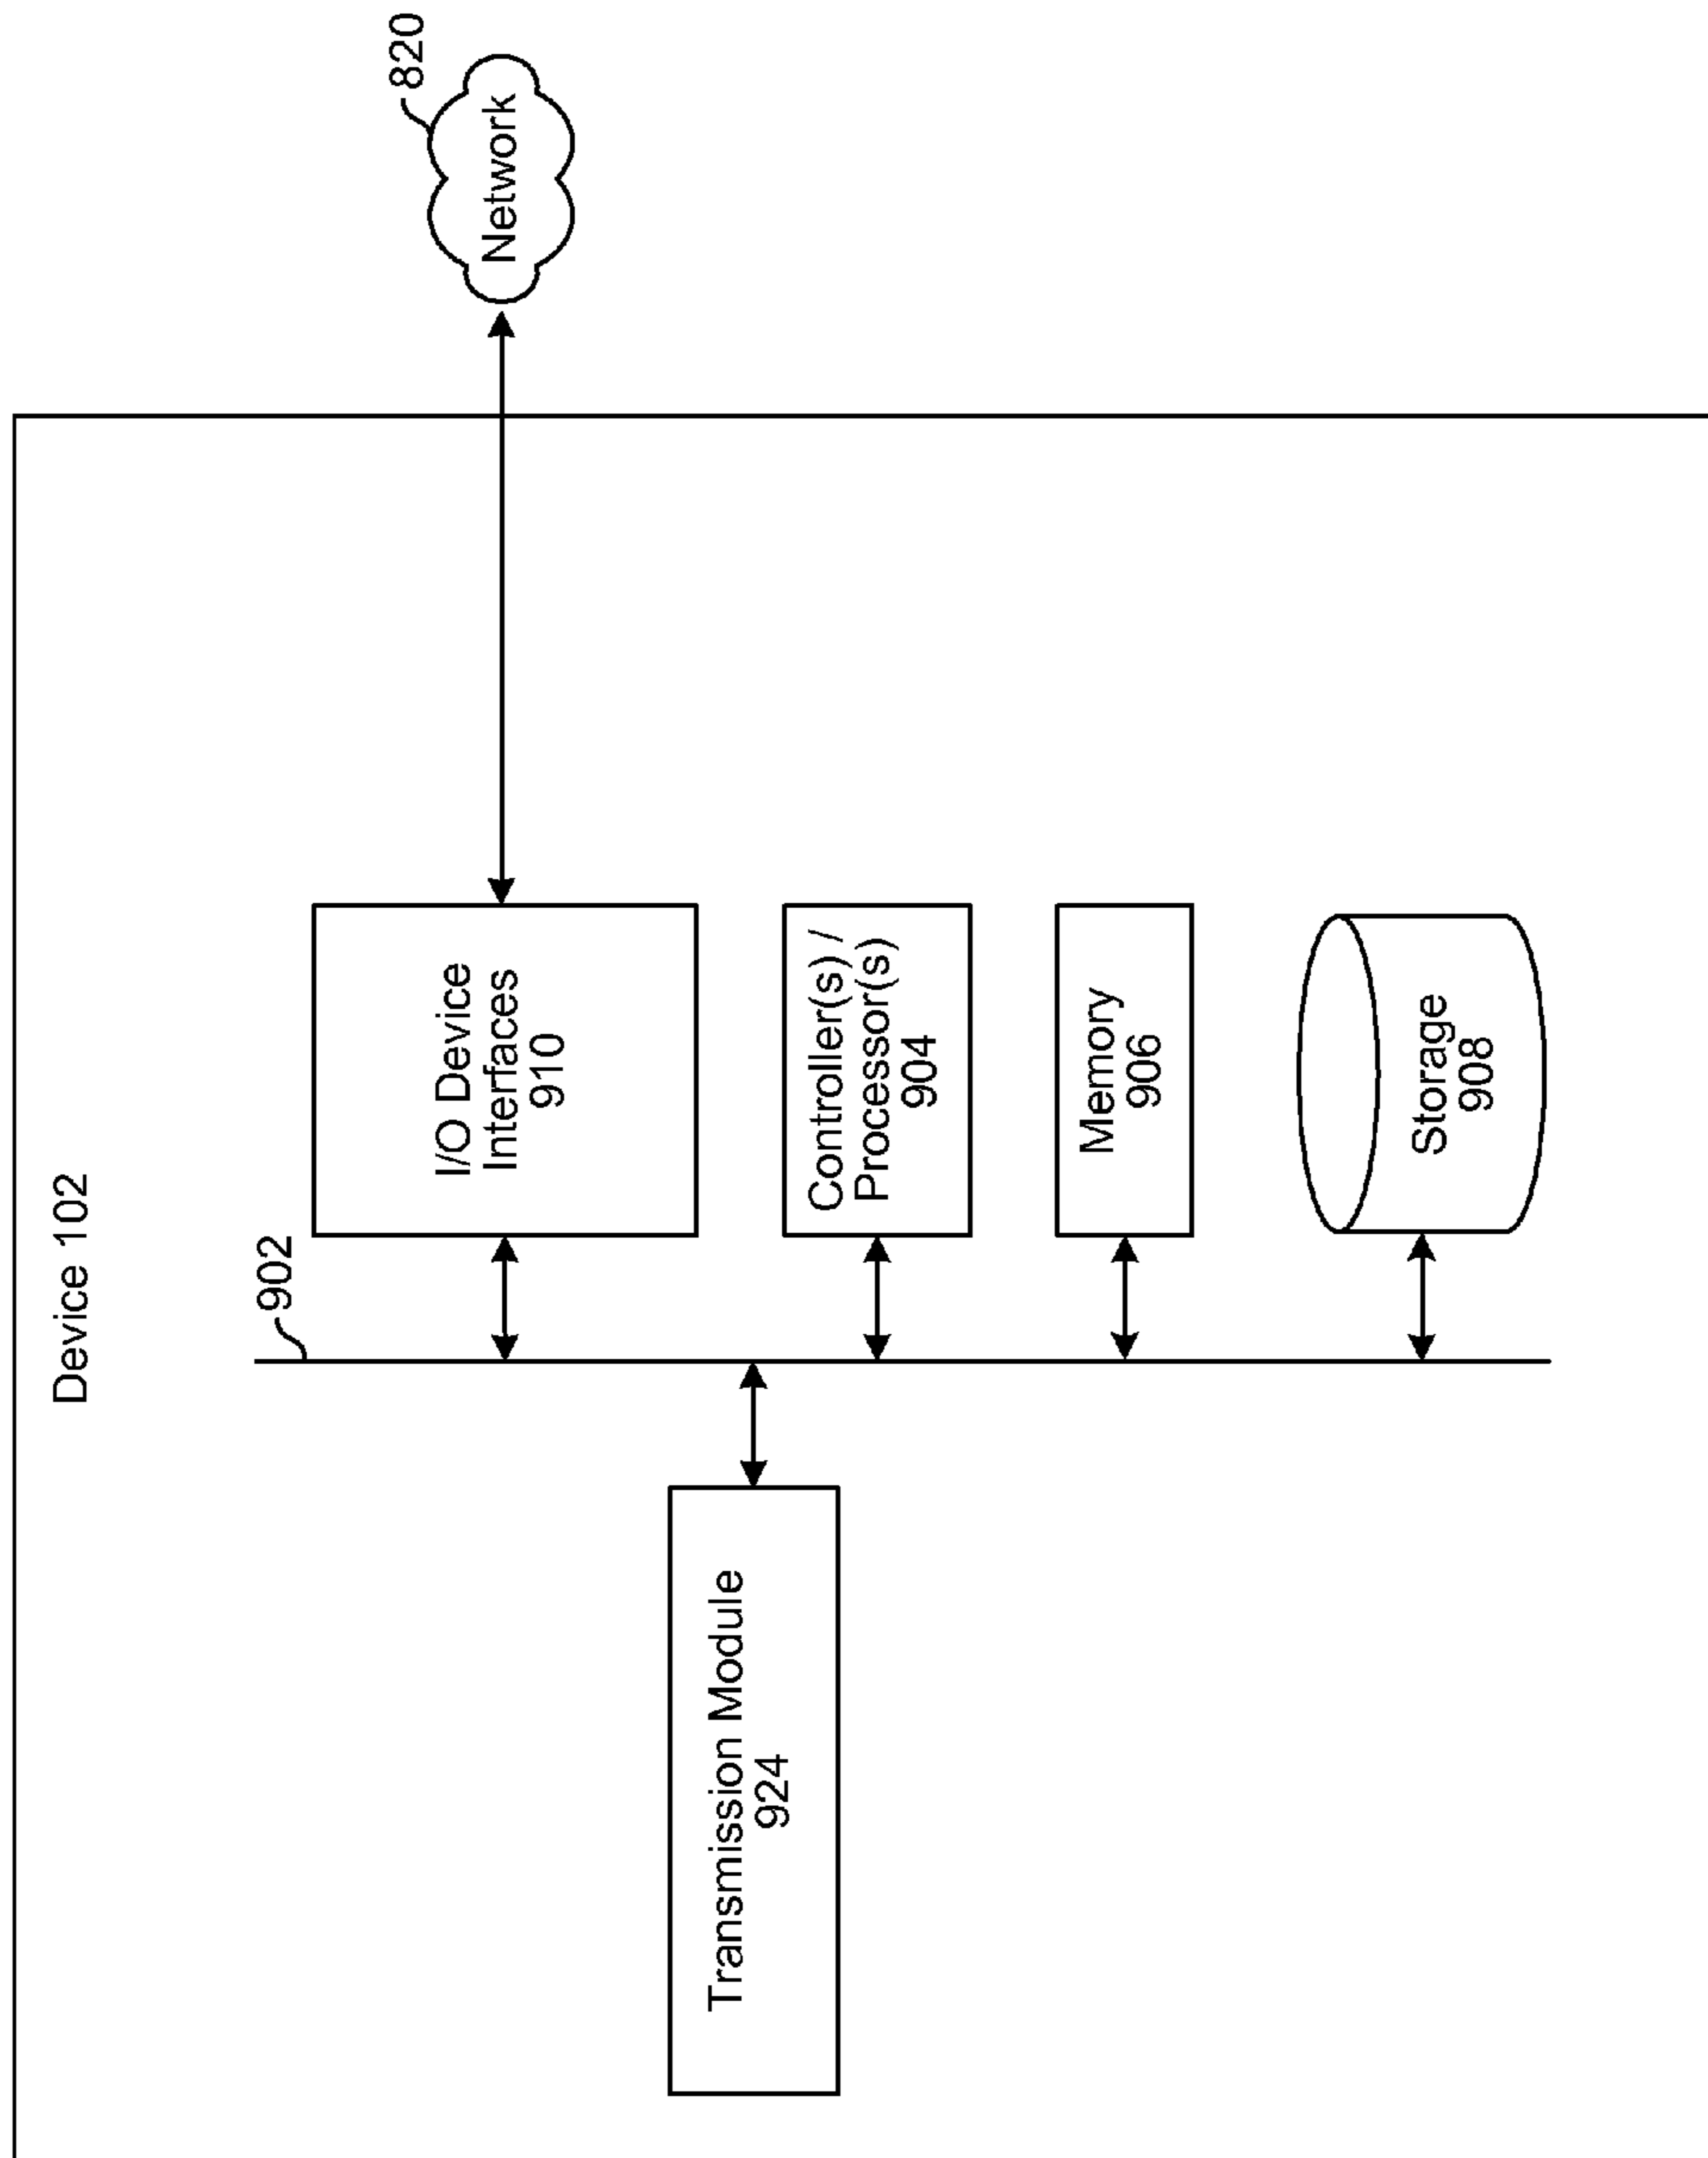 Device 102
902
820
Network
I/O Device
Interfaces
910
Controller(s) /
Processor(s)
904
Transmission Module
924
Memory
906
Storage
908